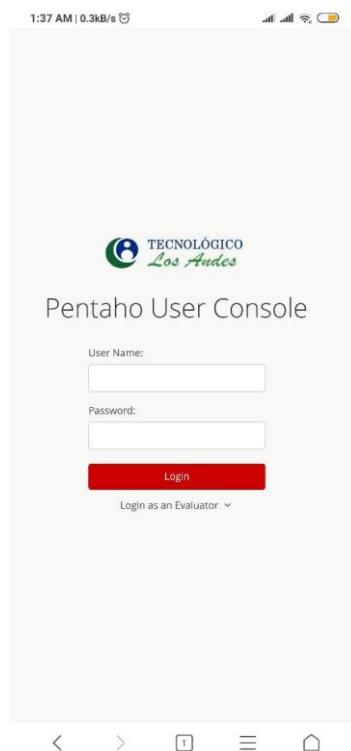 1:37 AM | 0.3kB/s
TECNOLÓGICO
Los Andes
Pentaho User Console
User Name:
Password:
Login
Login as an Evaluator
1